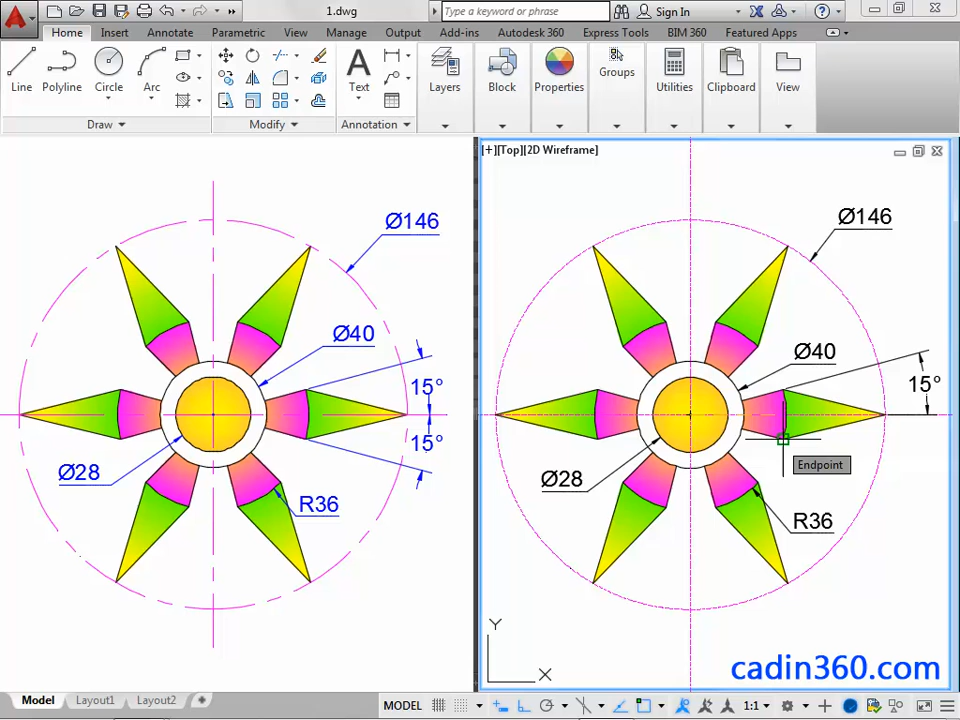 1.dwg
Type a keyword or phrase
Sign In
Home Insert Annotate Parametric View Manage Output Add-ins Autodesk 360 Express Tools BIM 360 Featured Apps
Line Polyline Circle Arc
Text
Layers Block Properties Groups Utilities Clipboard View
Draw Modify Annotation
[+][Top][2D Wireframe]
Ø146
Ø40
15°
15°
Ø28
R36
Ø146
Ø40
15°
Endpoint
Ø28
R36
Y
X
cadin360.com
Model Layout1 Layout2
MODEL
1:1